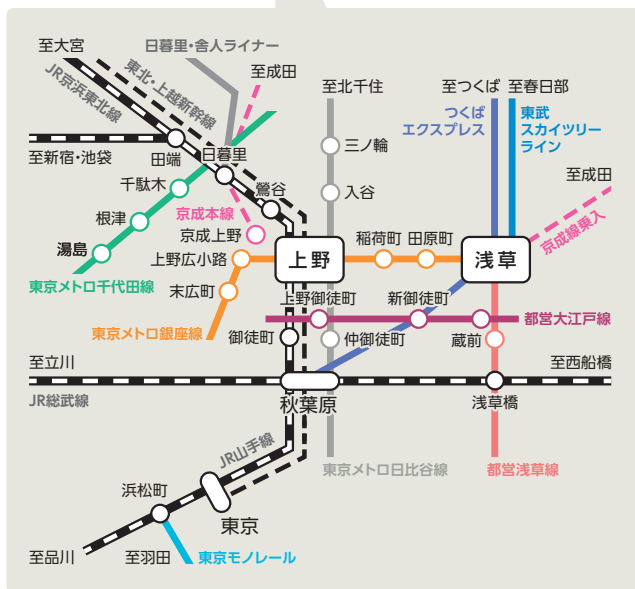 至大宮
日暮里・舎人ライナー
JR京浜東北線
東北・上越新幹線
至成田
至北千住
至つくば
至春日部
つくば
エクスプレス
東武
スカイツリー
ライン
至新宿・池袋
田端
日暮里
三ノ輪
千駄木
鶯谷
入谷
至成田
京成本線
京成線乗入
根津
京成上野
湯島
上野広小路
上野
稲荷町
田原町
浅草
東京メトロ千代田線
末広町
上野御徒町
新御徒町
都営大江戸線
東京メトロ銀座線
御徒町
仲御徒町
蔵前
至立川
至西船橋
JR総武線
秋葉原
浅草橋
JR山手線
東京メトロ日比谷線
都営浅草線
浜松町
東京
至品川
至羽田
東京モノレール